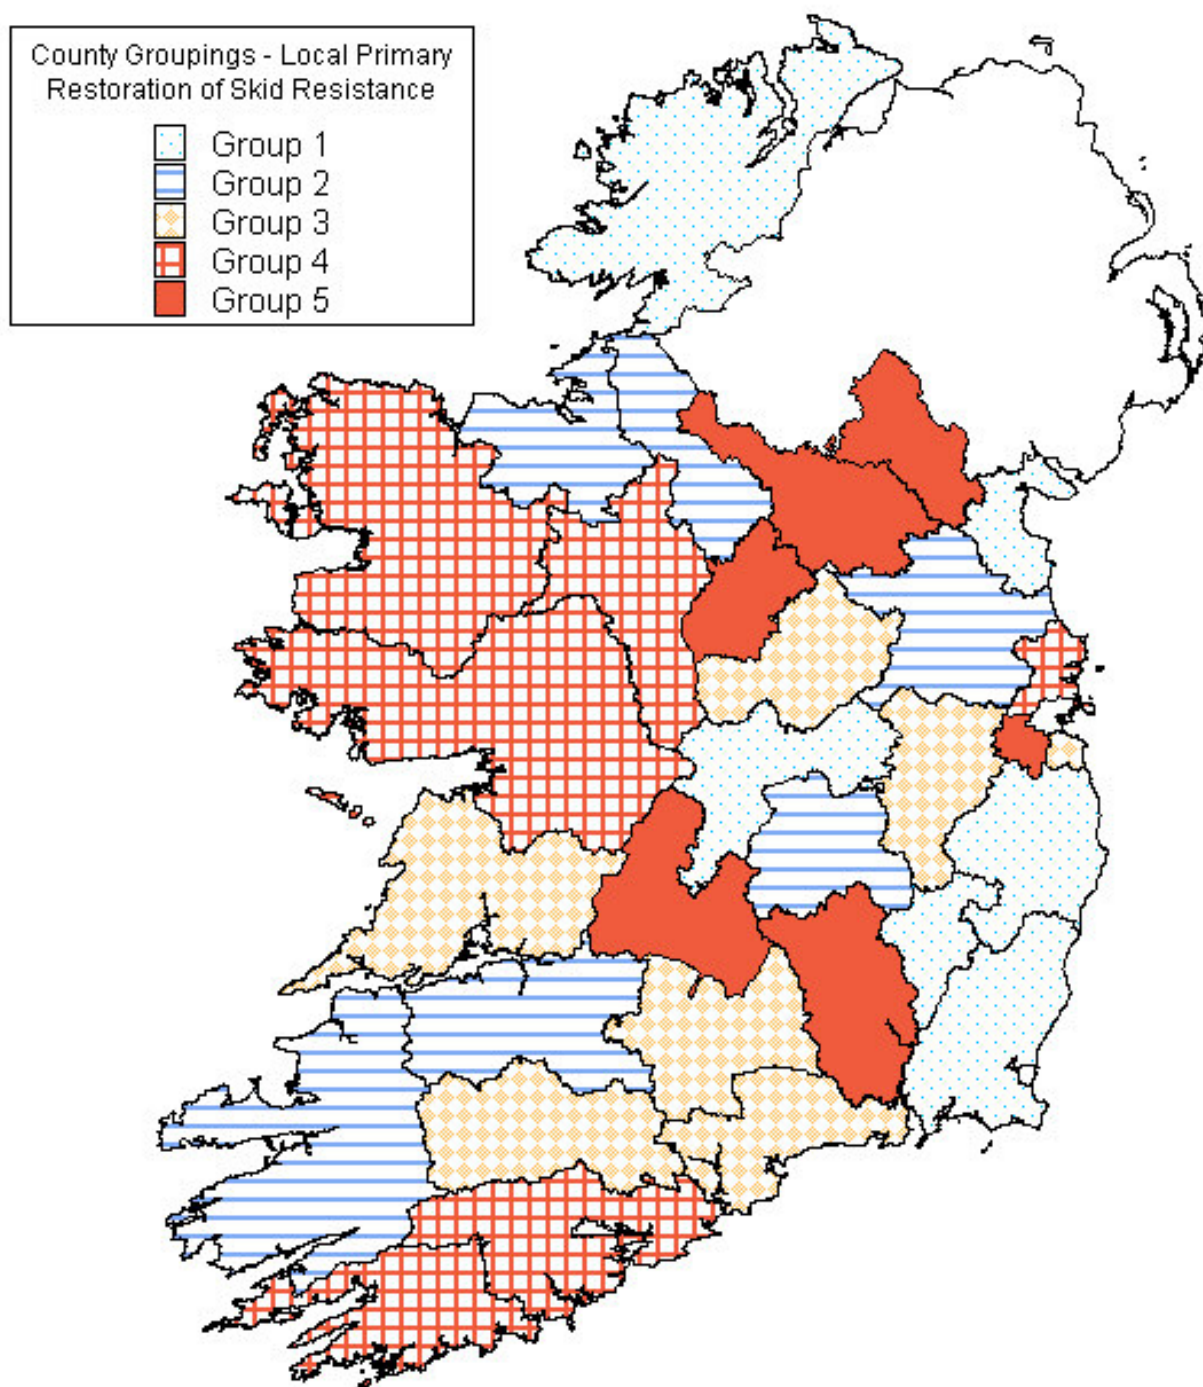 County Groupings - Local Primary
Restoration of Skid Resistance
Group 1
Group 2
Group 3
Group 4
Group 5